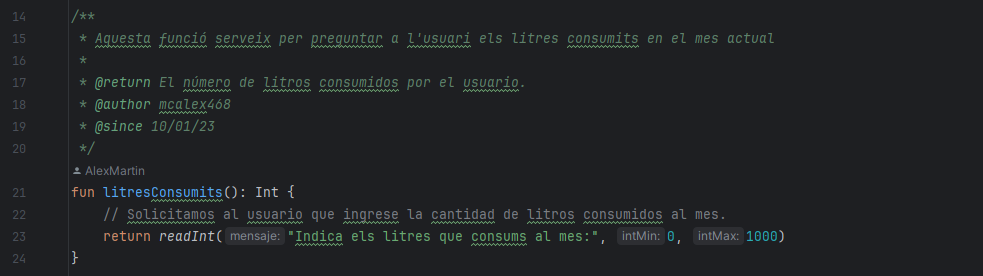 14 /**
15 * Aquesta funció serveix per preguntar a l'usuari els litres consumits en el mes actual
16 *
17 * @return El número de litros consumidos por el usuario.
18 * @author mcalex468
19 * @since 10/01/23
20 */
AlexMartin
21 fun litresConsumits(): Int {
22 // Solicitamos al usuario que ingrese la cantidad de litros consumidos al mes.
23 return readInt( mensaje: "Indica els litres que consums al mes:", intMin: 0, intMax: 1000)
24 }